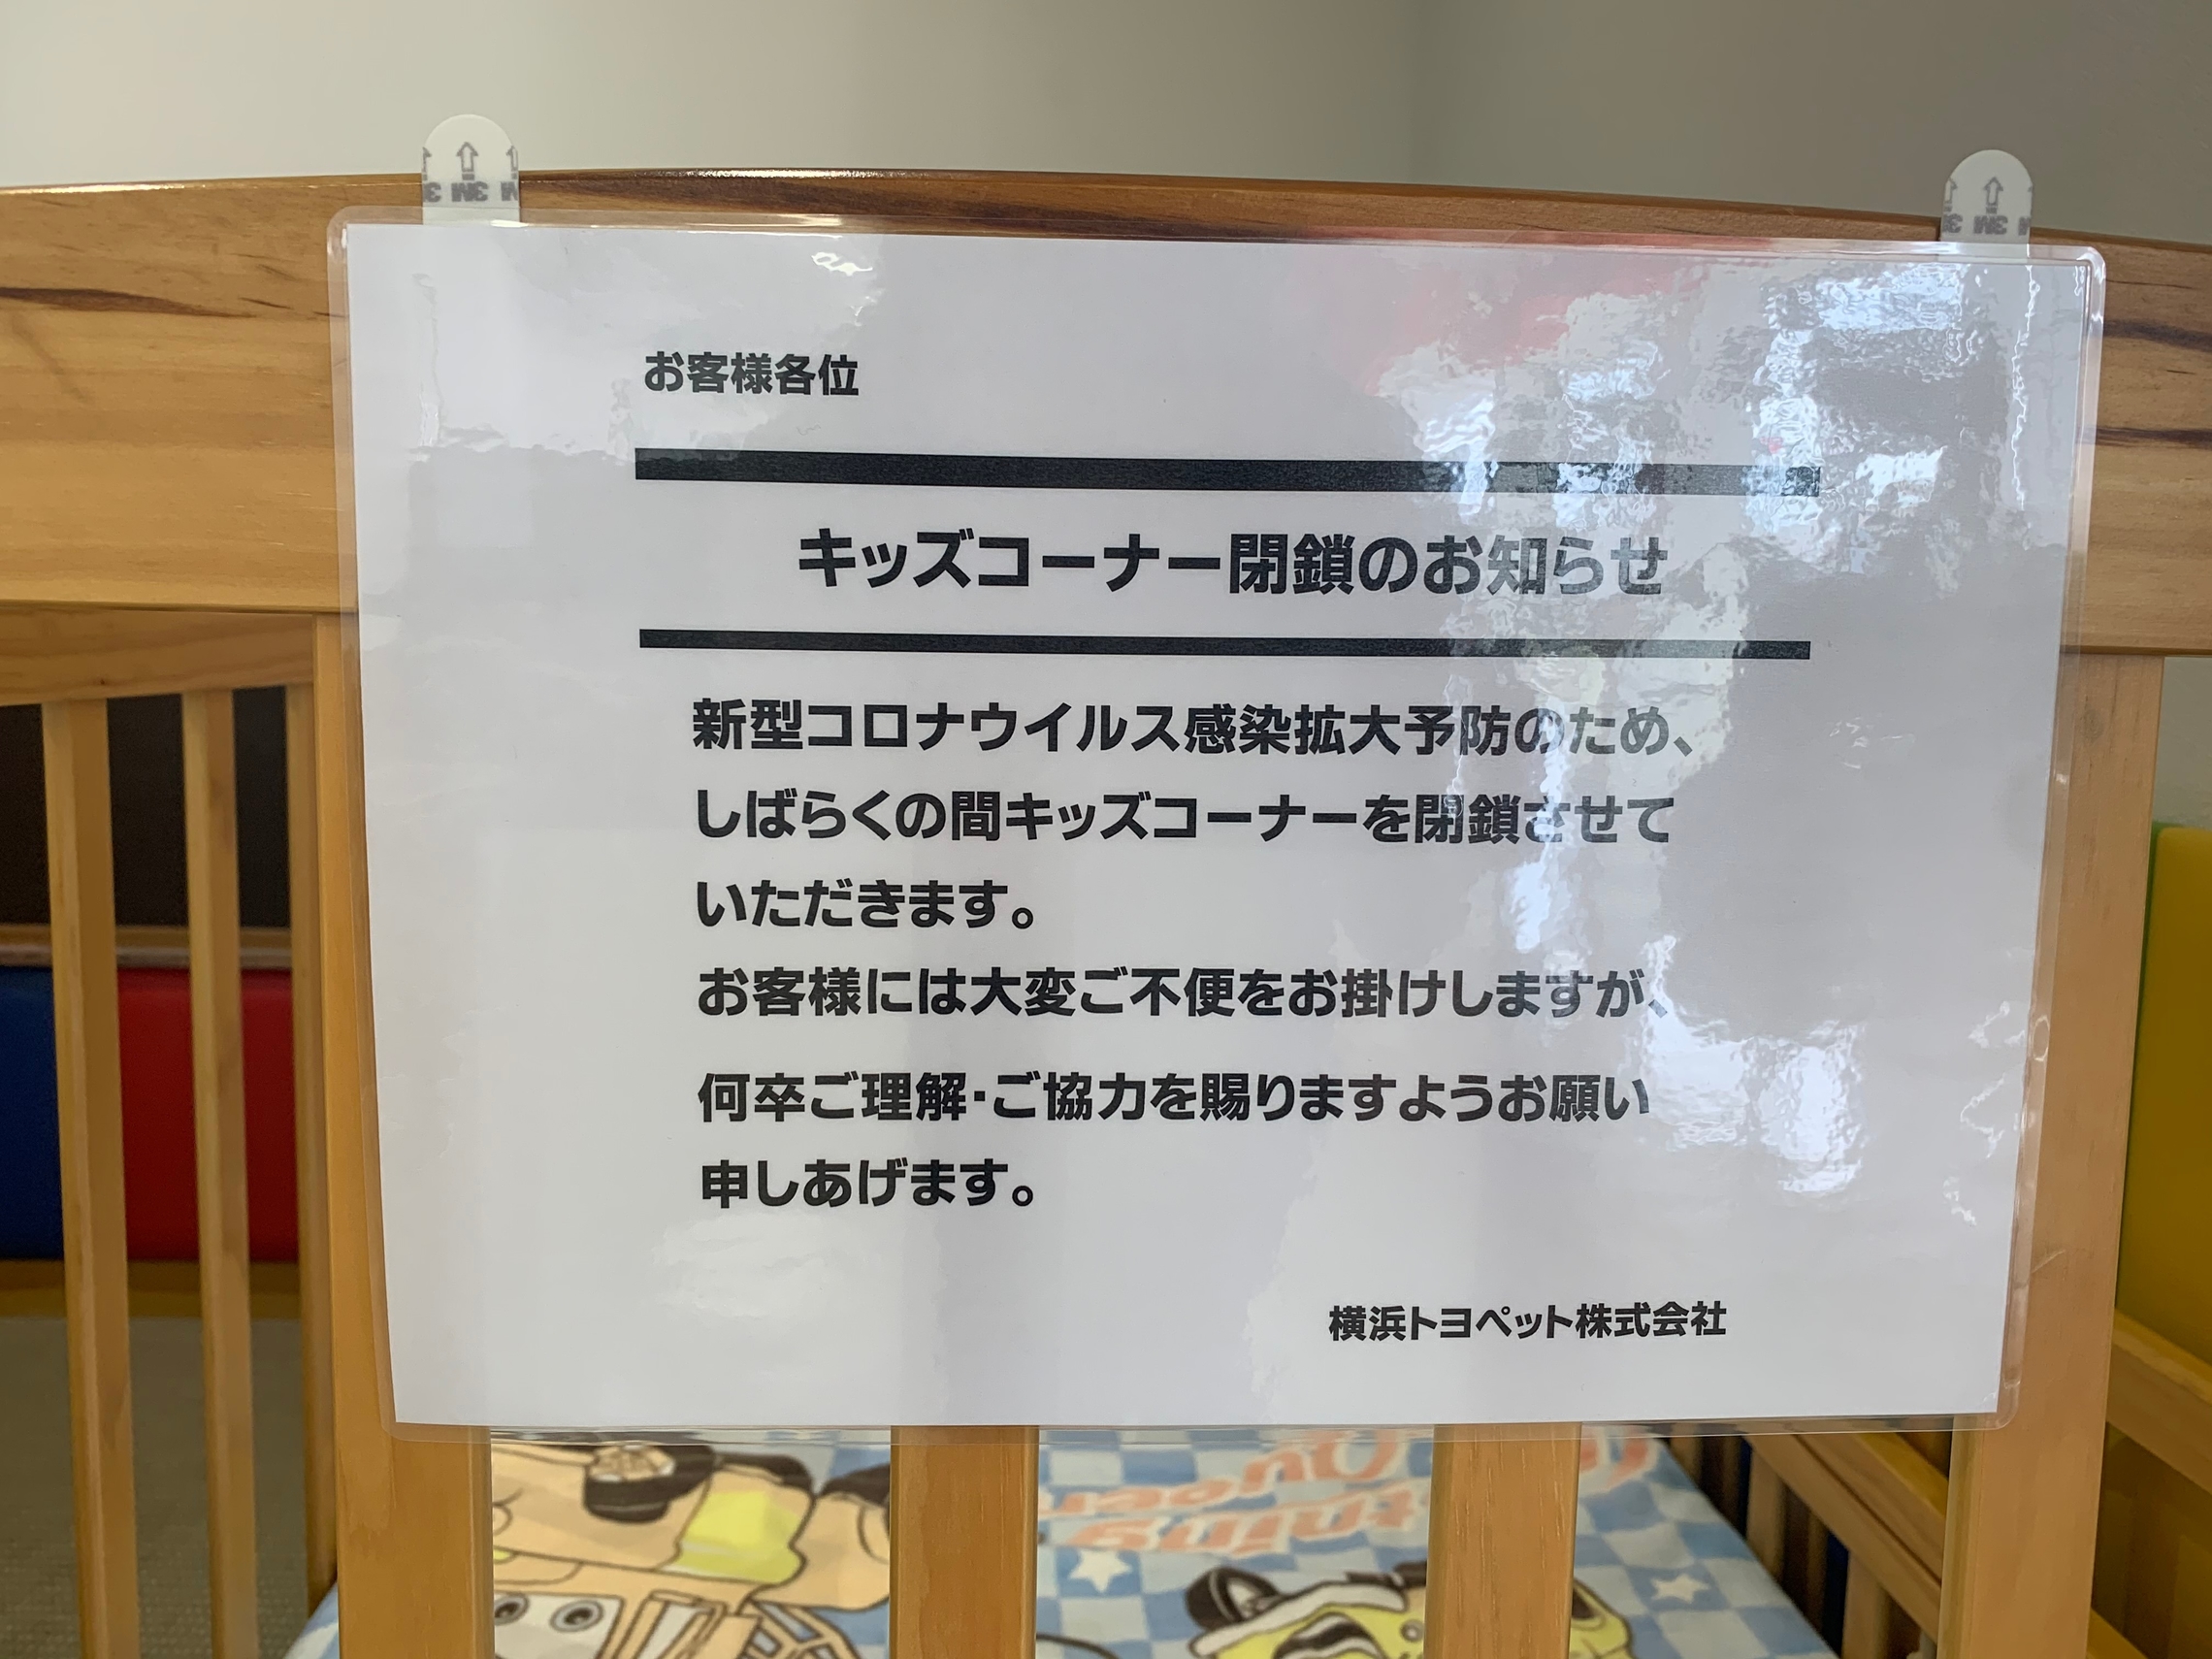 お客様各位
キッズコーナー閉鎖のお知らせ
新型コロナウイルス感染拡大予防のため、
しばらくの間キッズコーナーを閉鎖させて
いただきます。
お客様には大変ご不便をお掛けしますが、
何卒ご理解・ご協力を賜りますようお願い
申しあげます。
横浜トヨペット株式会社
3M
3M